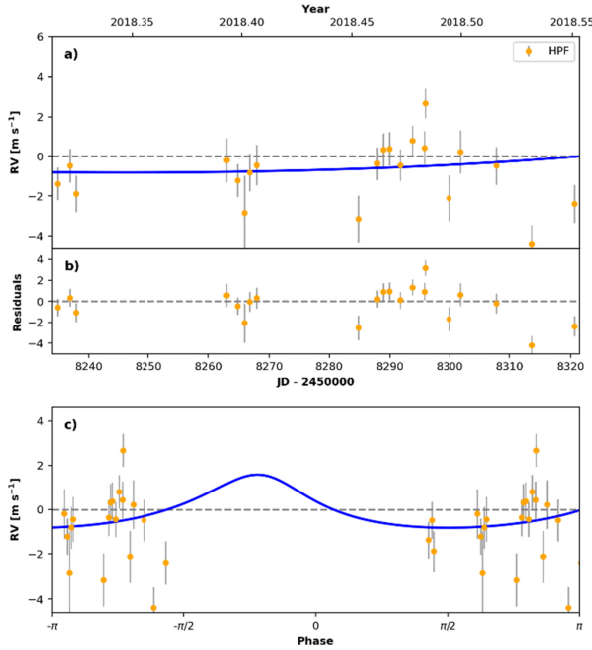 Year
2018.35 2018.40 2018.45 2018.50 2018.55
a)
HPF
6
4
2
0
−2
−4
RV [m s⁻¹]
b)
4
2
0
−2
−4
Residuals
8240 8250 8260 8270 8280 8290 8300 8310 8320
JD - 2450000
c)
4
2
0
−2
−4
RV [m s⁻¹]
-π -π/2 0 π/2 π
Phase